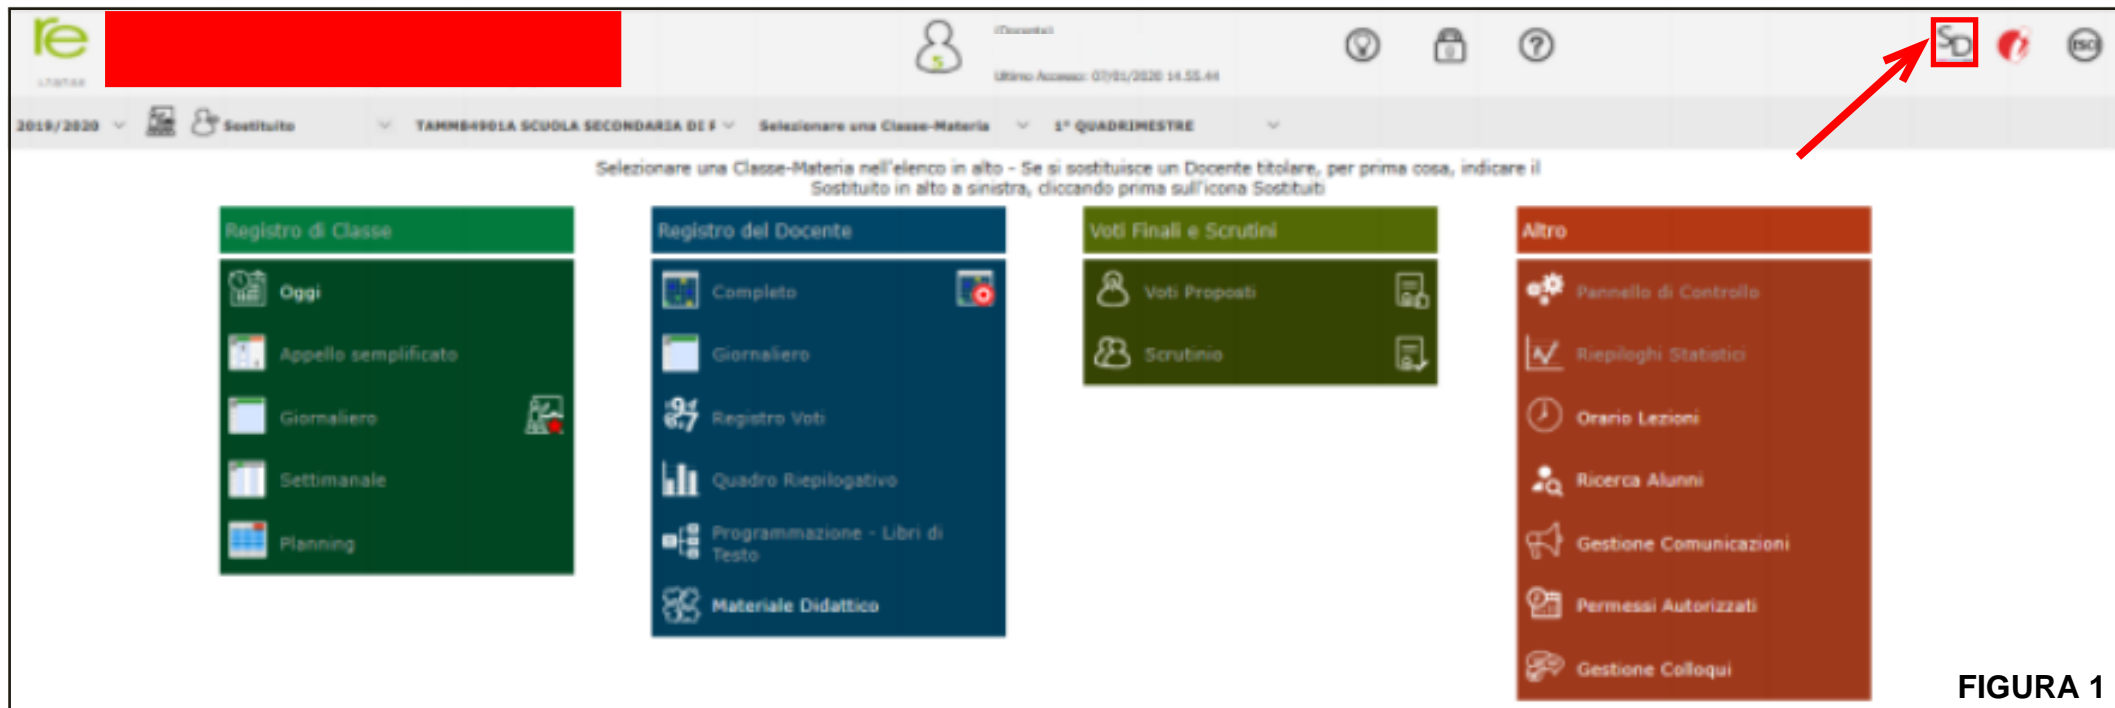 re
(Docente)
Ultimo Accesso: 07/01/2020 14.55.44
SD
ISO
2019/2020
Sostituito
TAMM84901A SCUOLA SECONDARIA DI F
Selezionare una Classe-Materia
1° QUADRIMESTRE
Selezionare una Classe-Materia nell'elenco in alto - Se si sostituisce un Docente titolare, per prima cosa, indicare il
Sostituito in alto a sinistra, cliccando prima sull'icona Sostituiti
Registro di Classe
Oggi
Appello semplificato
Giornaliero
Settimanale
Planning
Registro del Docente
Completo
Giornaliero
Registro Voti
Quadro Riepilogativo
Programmazione - Libri di
Testo
Materiale Didattico
Voti Finali e Scrutini
Voti Proposti
Scrutinio
Altro
Pannello di Controllo
Riepiloghi Statistici
Orario Lezioni
Ricerca Alunni
Gestione Comunicazioni
Permessi Autorizzati
Gestione Colloqui
FIGURA 1